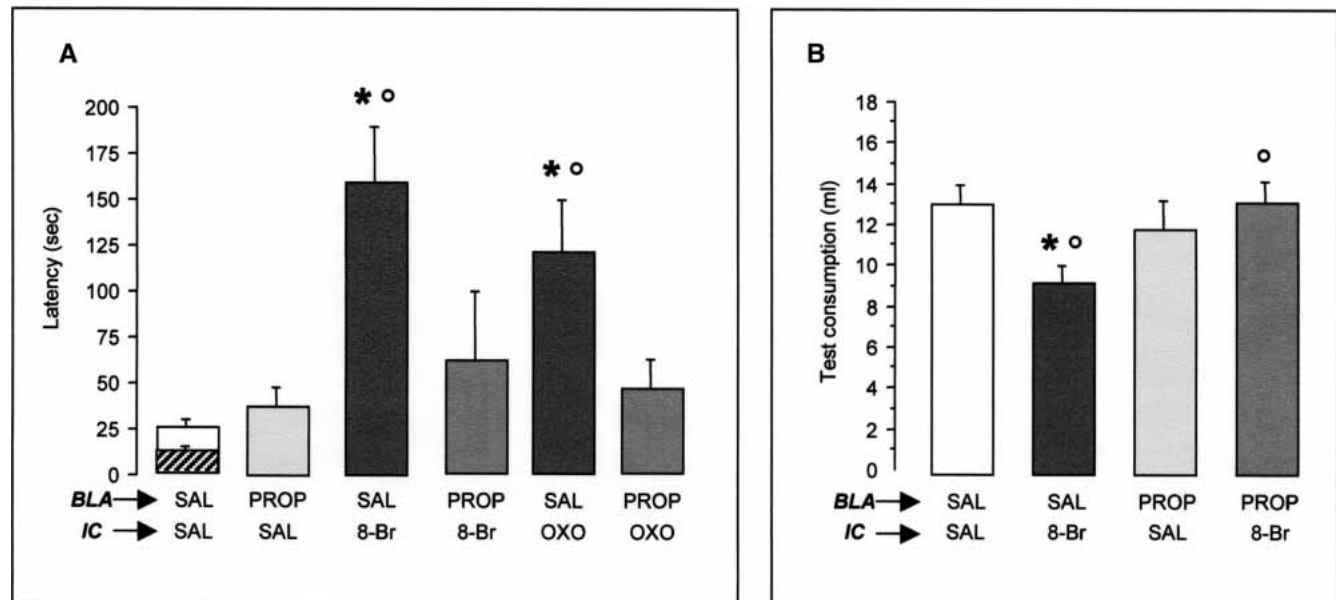 A
Latency (sec)
200
175
150
125
100
75
50
25
0
* °
* °
BLA → SAL PROP SAL PROP SAL PROP
IC → SAL SAL 8-Br 8-Br OXO OXO
B
Test consumption (ml)
18
16
14
12
10
8
6
4
2
0
* °
°
BLA → SAL SAL PROP PROP
IC → SAL 8-Br SAL 8-Br